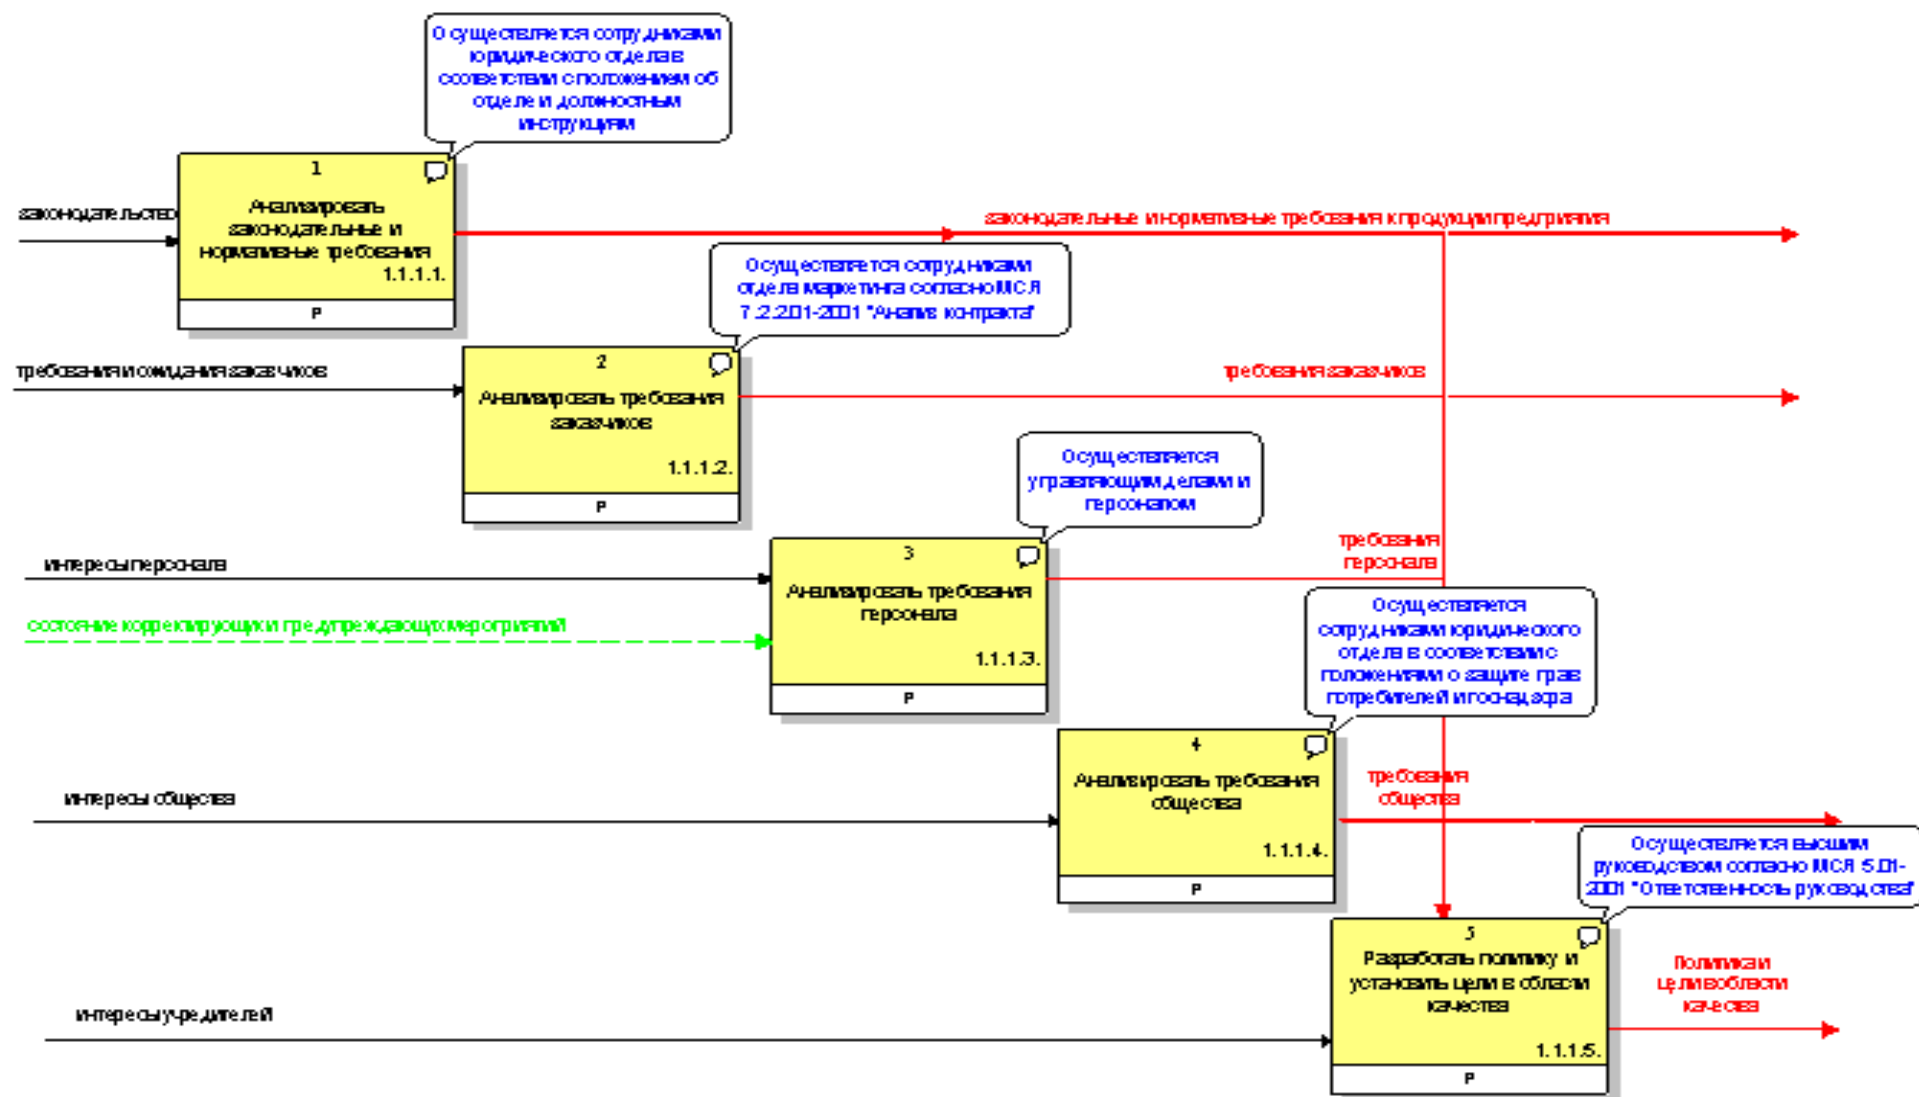 Осуществляется сотрудниками
юридического отдела в
соответствии с положением об
отделе и должностным
инструкциям
1
Анализировать
законодательные и
нормативные требования
1.1.1.1.
P
законодательство
законодательные и нормативные требования к продукции предприятия
Осуществляется сотрудниками
отдела маркетинга согласно МСЯ
7.2.2.01-2001 "Анализ контракта"
2
Анализировать требования
заказчиков
1.1.1.2.
P
требования и ожидания заказчиков
требования заказчиков
Осуществляется
управляющим делами и
персоналом
3
Анализировать требования
персонала
1.1.1.3.
P
интересы персонала
требования
персонала
состояние корректирующих и предупреждающих мероприятий
Осуществляется
сотрудниками юридического
отдела в соответствии с
положениями о защите прав
потребителей и госнадзора
4
Анализировать требования
общества
1.1.1.4.
P
интересы общества
требования
общества
Осуществляется высшим
руководством согласно МСЯ 5.01-
2001 "Ответственность руководства"
5
Разработать политику и
установить цели в области
качества
1.1.1.5.
P
интересы учредителей
Политика и
цели в области
качества